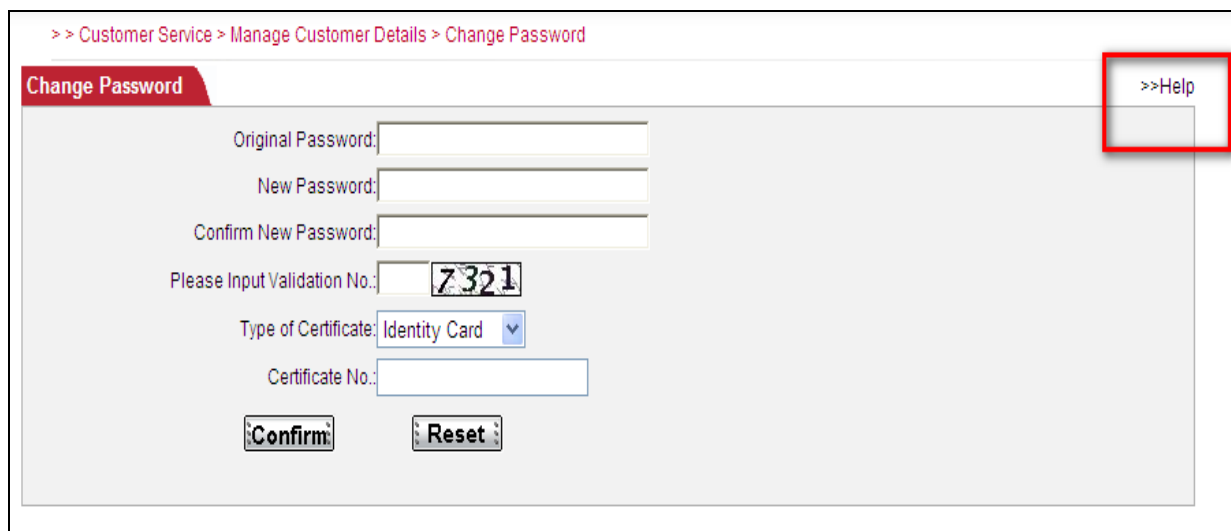 > > Customer Service > Manage Customer Details > Change Password
Change Password
>>Help
Original Password:
New Password:
Confirm New Password:
Please Input Validation No.: 7321
Type of Certificate: Identity Card
Certificate No.:
Confirm Reset